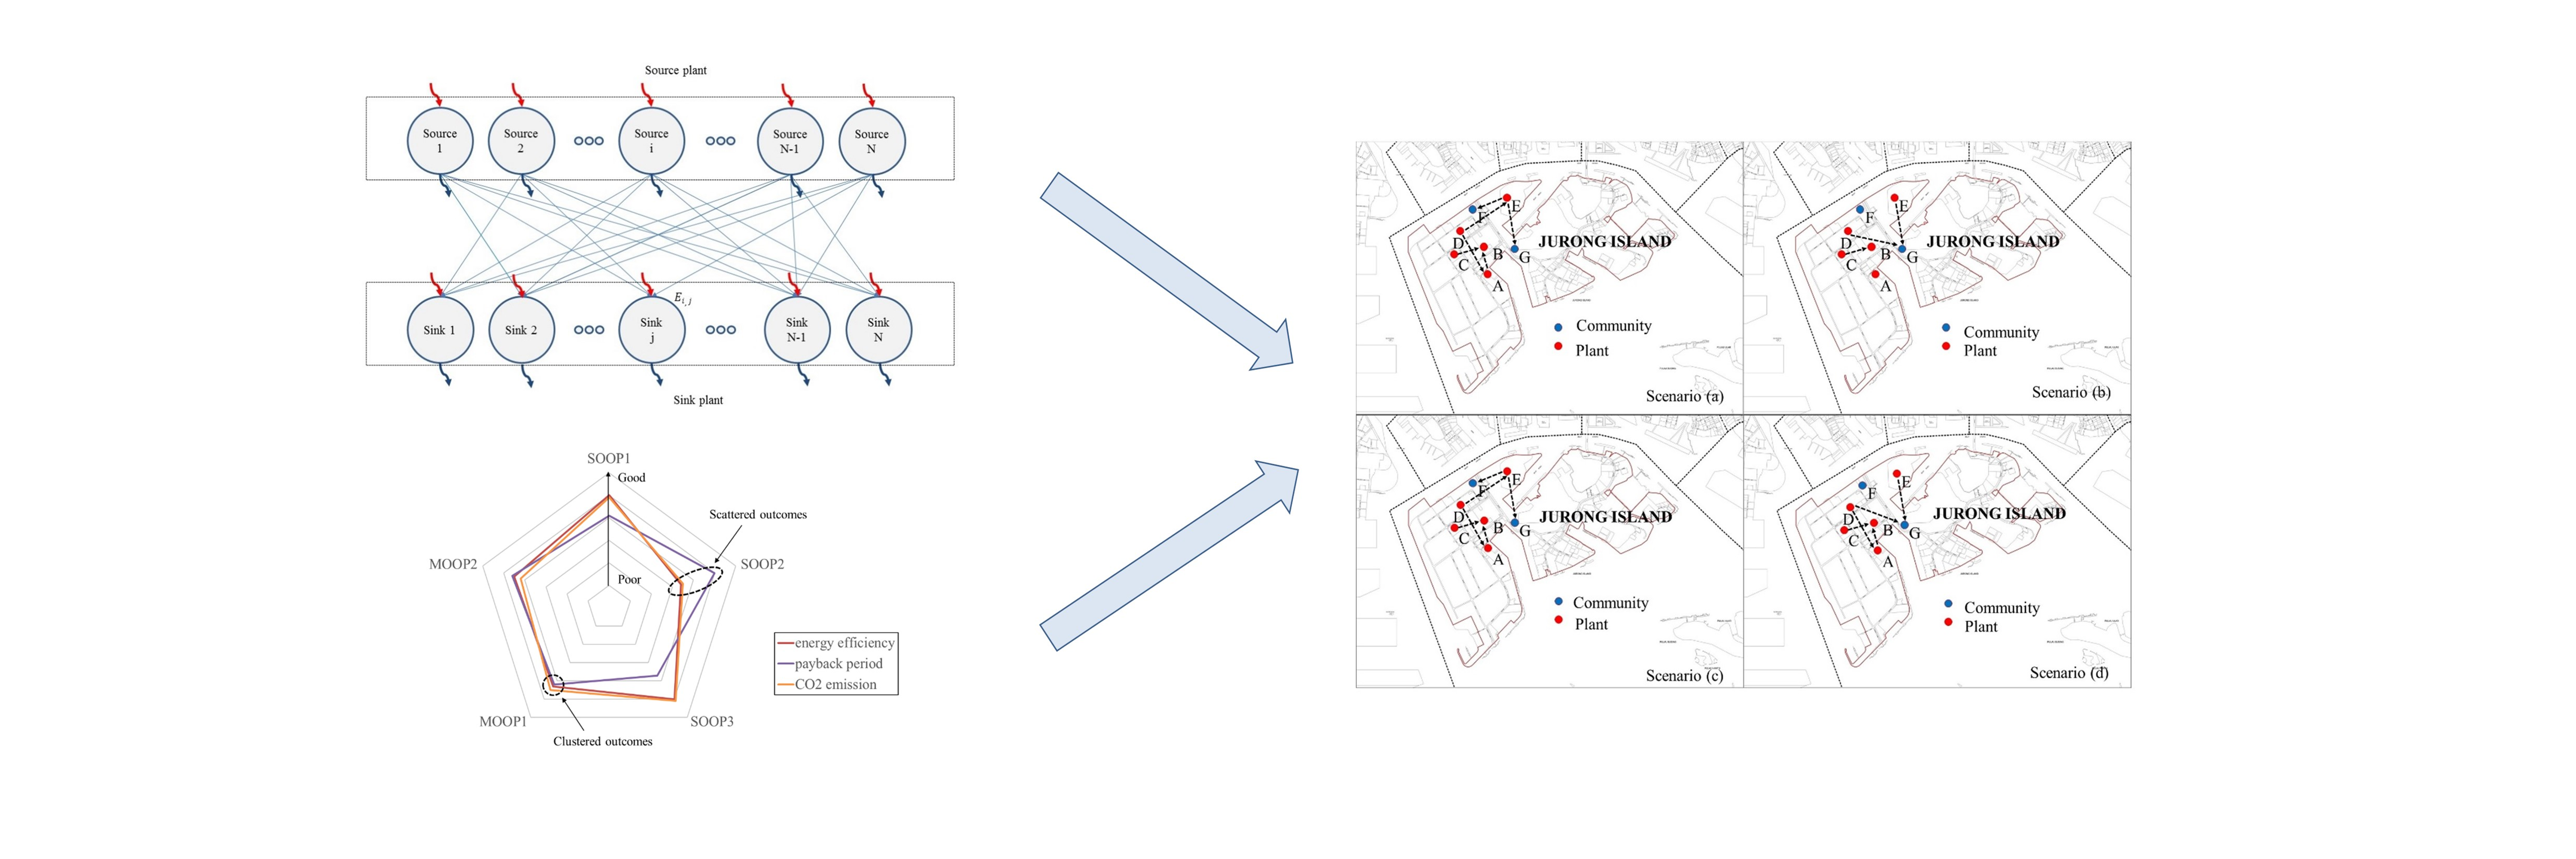 Source plant
Source
1
Source
2
Source
i
Source
N-1
Source
N
E i, j
Sink 1
Sink 2
Sink
j
Sink
N-1
Sink
N
Sink plant
SOOP1
Good
Scattered outcomes
MOOP2
Poor
SOOP2
energy efficiency
payback period
CO2 emission
MOOP1
SOOP3
Clustered outcomes
E
F
D
B
C
G
A
JURONG ISLAND
Community
Plant
Scenario (a)
E
F
D
B
C
G
A
JURONG ISLAND
Community
Plant
Scenario (b)
E
F
D
B
C
G
A
JURONG ISLAND
Community
Plant
Scenario (c)
E
F
D
B
C
G
A
JURONG ISLAND
Community
Plant
Scenario (d)